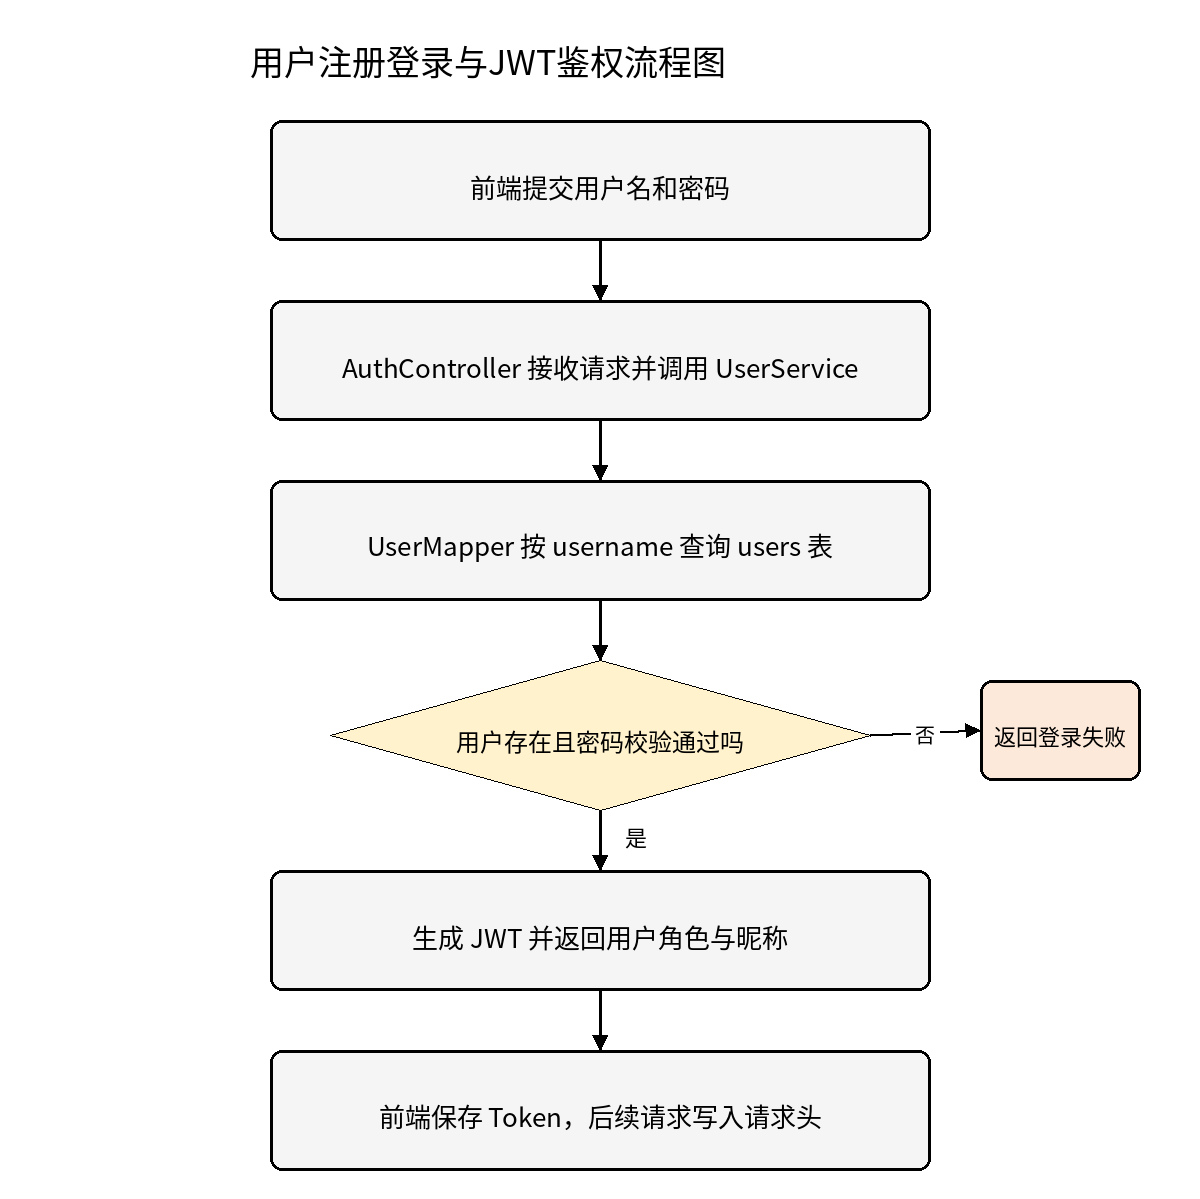 用户注册登录与JWT鉴权流程图
前端提交用户名和密码
AuthController 接收请求并调用 UserService
UserMapper 按 username 查询 users 表
用户存在且密码校验通过吗
否
返回登录失败
是
生成 JWT 并返回用户角色与昵称
前端保存 Token，后续请求写入请求头